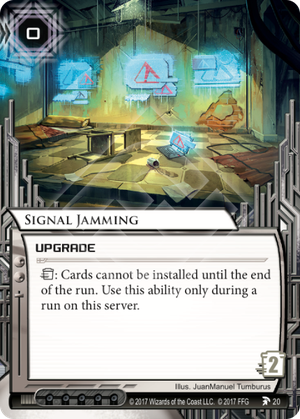 0
SIGNAL JAMMING
UPGRADE
: Cards cannot be installed until the end
of the run. Use this ability only during a
run on this server.
2
Illus. JuanManuel Tumburus
© 2017 Wizards of the Coast LLC. © 2017 FFG 20